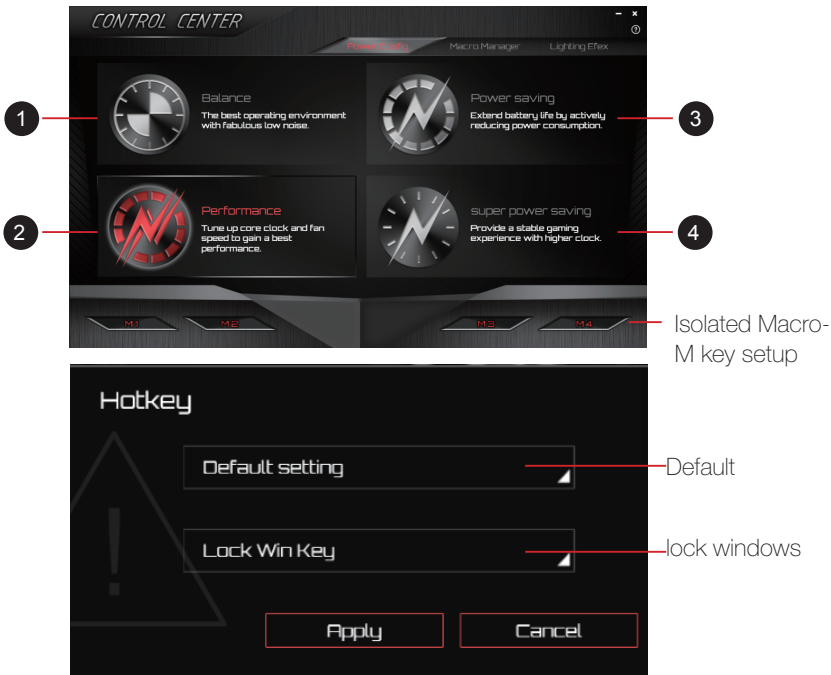 CONTROL CENTER
Macro Manager
Lighting Efex
1
Balance
The best operating environment
with fabulous low noise.
Power saving
Extend battery life by actively
reducing power consumption.
3
2
Performance
Tune up core clock and fan
speed to gain a best
performance.
super power saving
Provide a stable gaming
experience with higher clock.
4
M1
M2
M3
M4
Isolated Macro-
M key setup
Hotkey
Default setting
Default
Lock Win Key
lock windows
Apply
Cancel